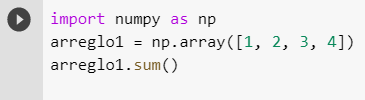 import numpy as np
arreglo1 = np.array([1, 2, 3, 4])
arreglo1.sum()